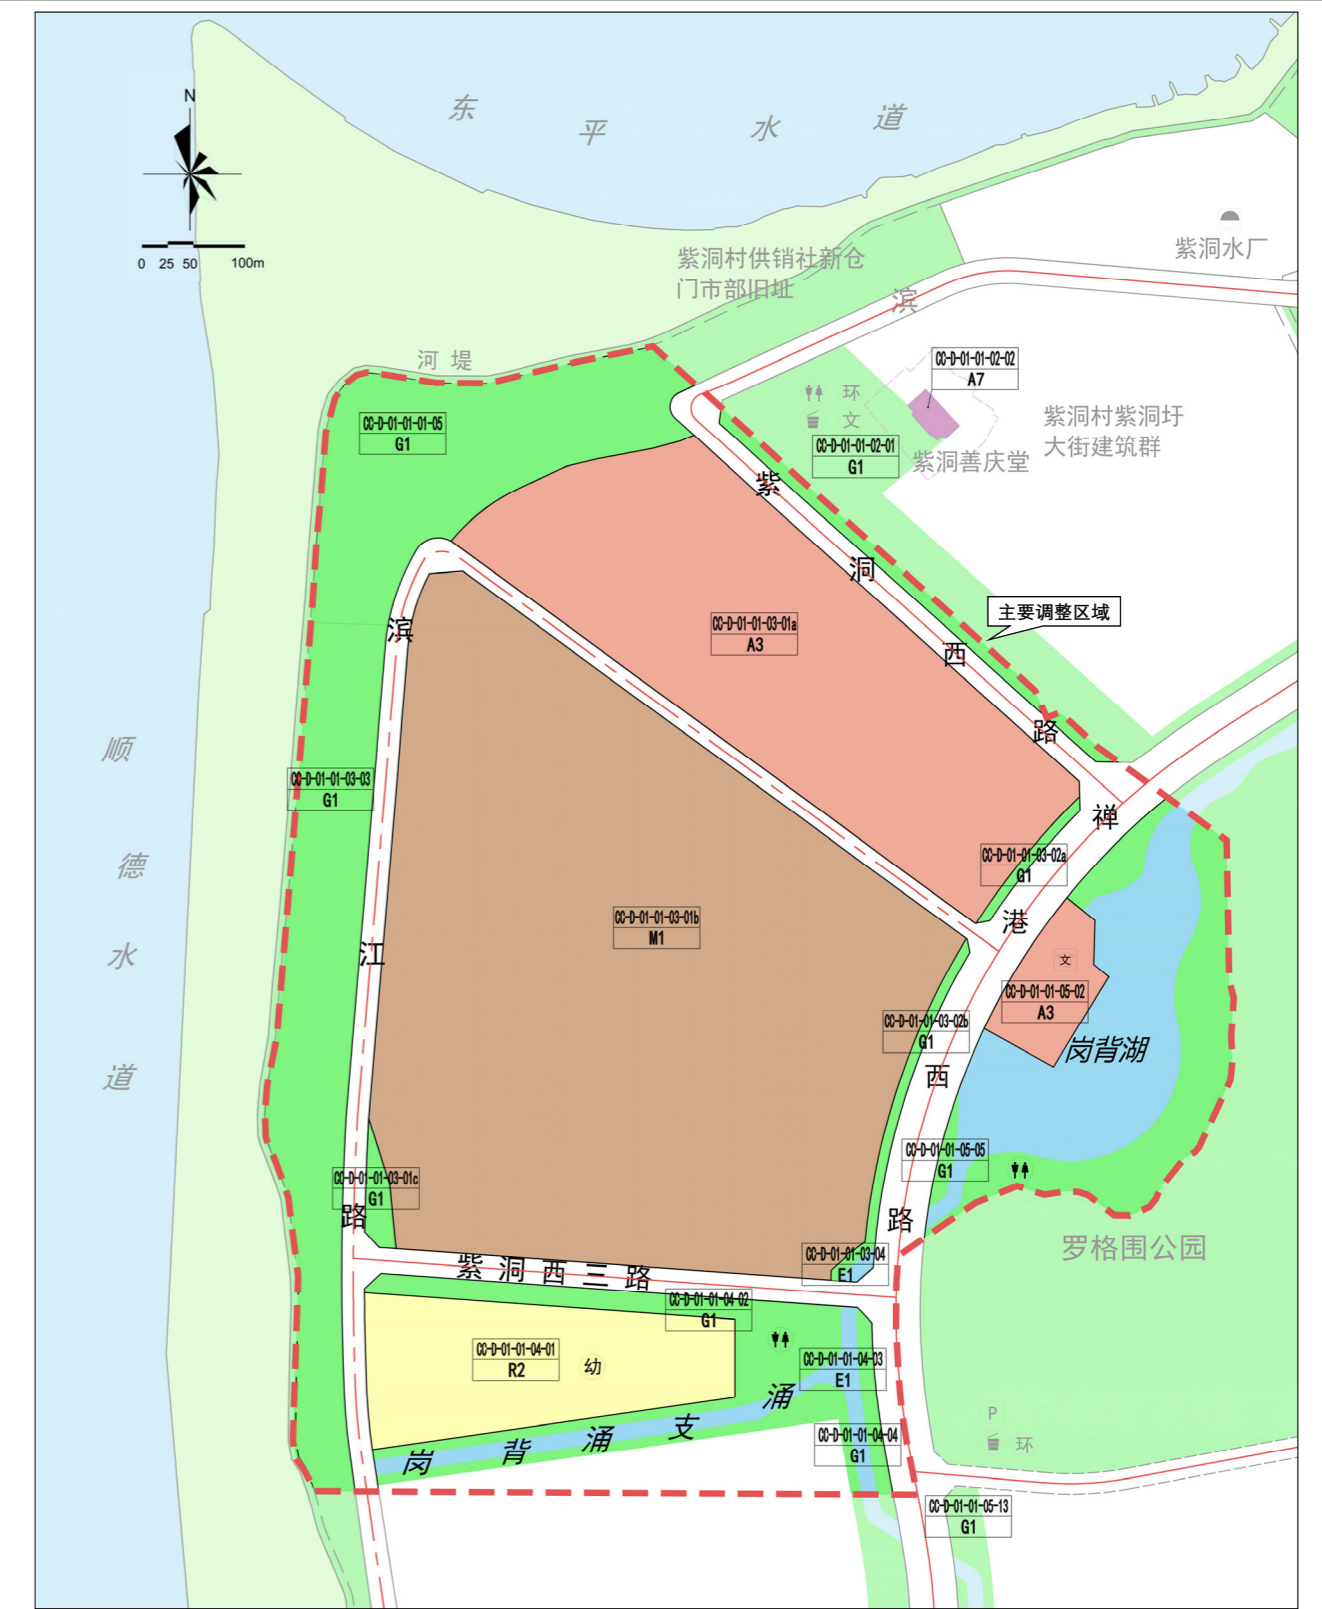 东平水道
N
0 25 50 100m
紫洞村供销社新仓
门市部旧址
紫洞水厂
滨
河堤
CC-D-01-01-02-02
A7
环
文
CC-D-01-01-01-05
G1
CC-D-01-01-02-01
G1
紫洞村紫洞圩
大街建筑群
紫洞善庆堂
紫洞西路
主要调整区域
CC-D-01-01-03-01a
A3
滨江路
顺德水道
CC-D-01-01-03-03
G1
禅港西路
CC-D-01-01-03-02a
G1
CC-D-01-01-03-01b
M1
文
CC-D-01-01-05-02
A3
CC-D-01-01-03-02b
G1
岗背湖
CC-D-01-01-05-05
G1
CC-D-01-01-03-01c
G1
罗格围公园
紫洞西三路
CC-D-01-01-03-04
E1
CC-D-01-01-04-02
G1
CC-D-01-01-04-01
R2
幼
CC-D-01-01-04-03
E1
岗背涌支涌
P
环
CC-D-01-01-04-04
G1
CC-D-01-01-05-13
G1